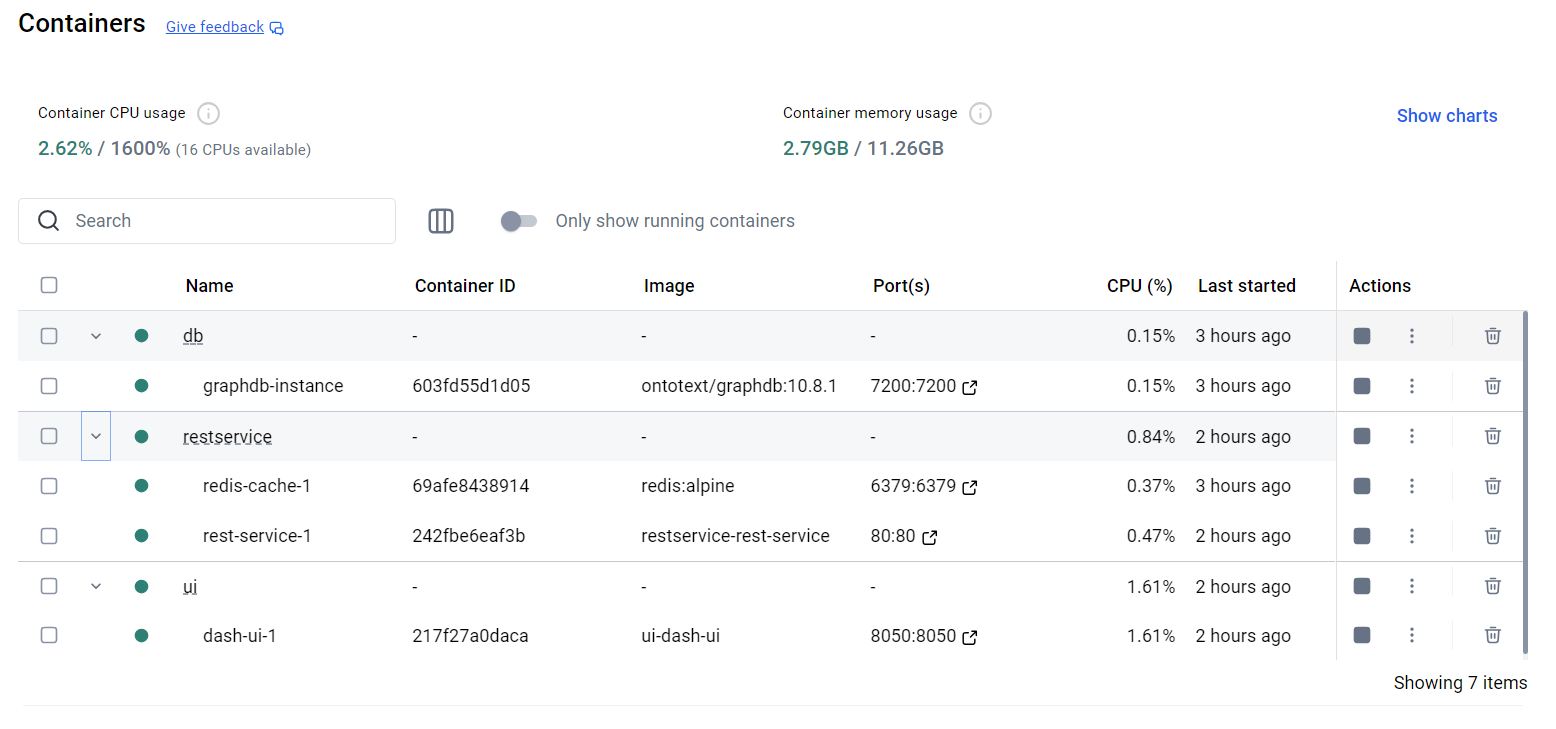 Containers Give feedback
Container CPU usage Container memory usage Show charts
2.62% / 1600% (16 CPUs available) 2.79GB / 11.26GB
Search Only show running containers
Name Container ID Image Port(s) CPU (%) Last started Actions
db - - - 0.15% 3 hours ago
graphdb-instance 603fd55d1d05 ontotext/graphdb:10.8.1 7200:7200 0.15% 3 hours ago
restservice - - - 0.84% 2 hours ago
redis-cache-1 69afe8438914 redis:alpine 6379:6379 0.37% 3 hours ago
rest-service-1 242fbe6eaf3b restservice-rest-service 80:80 0.47% 2 hours ago
ui - - - 1.61% 2 hours ago
dash-ui-1 217f27a0daca ui-dash-ui 8050:8050 1.61% 2 hours ago
Showing 7 items